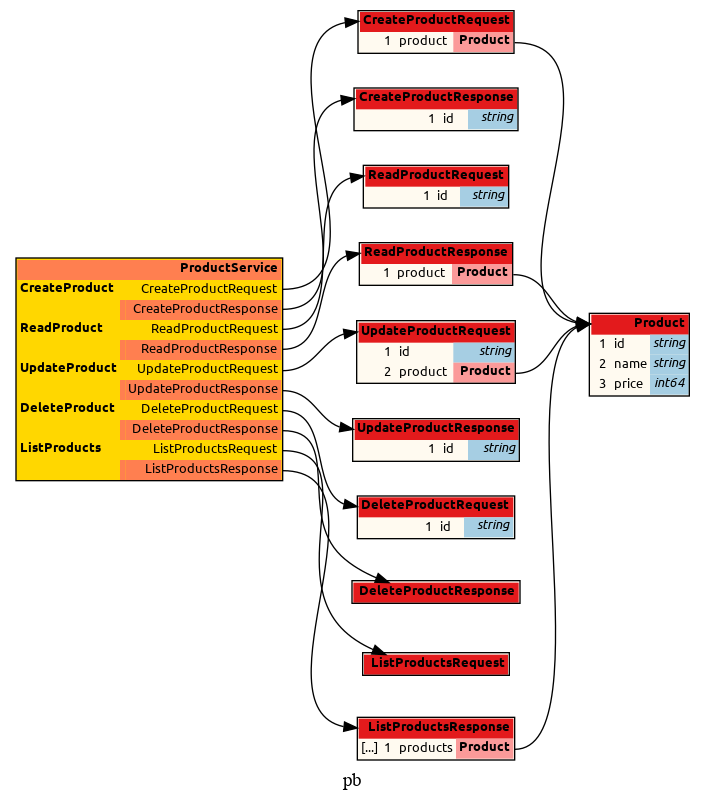 ProductService
CreateProduct CreateProductRequest
CreateProductResponse
ReadProduct ReadProductRequest
ReadProductResponse
UpdateProduct UpdateProductRequest
UpdateProductResponse
DeleteProduct DeleteProductRequest
DeleteProductResponse
ListProducts ListProductsRequest
ListProductsResponse
CreateProductRequest
1 product Product
CreateProductResponse
1 id string
ReadProductRequest
1 id string
ReadProductResponse
1 product Product
UpdateProductRequest
1 id string
2 product Product
UpdateProductResponse
1 id string
DeleteProductRequest
1 id string
DeleteProductResponse
ListProductsRequest
ListProductsResponse
[...] 1 products Product
Product
1 id string
2 name string
3 price int64
pb